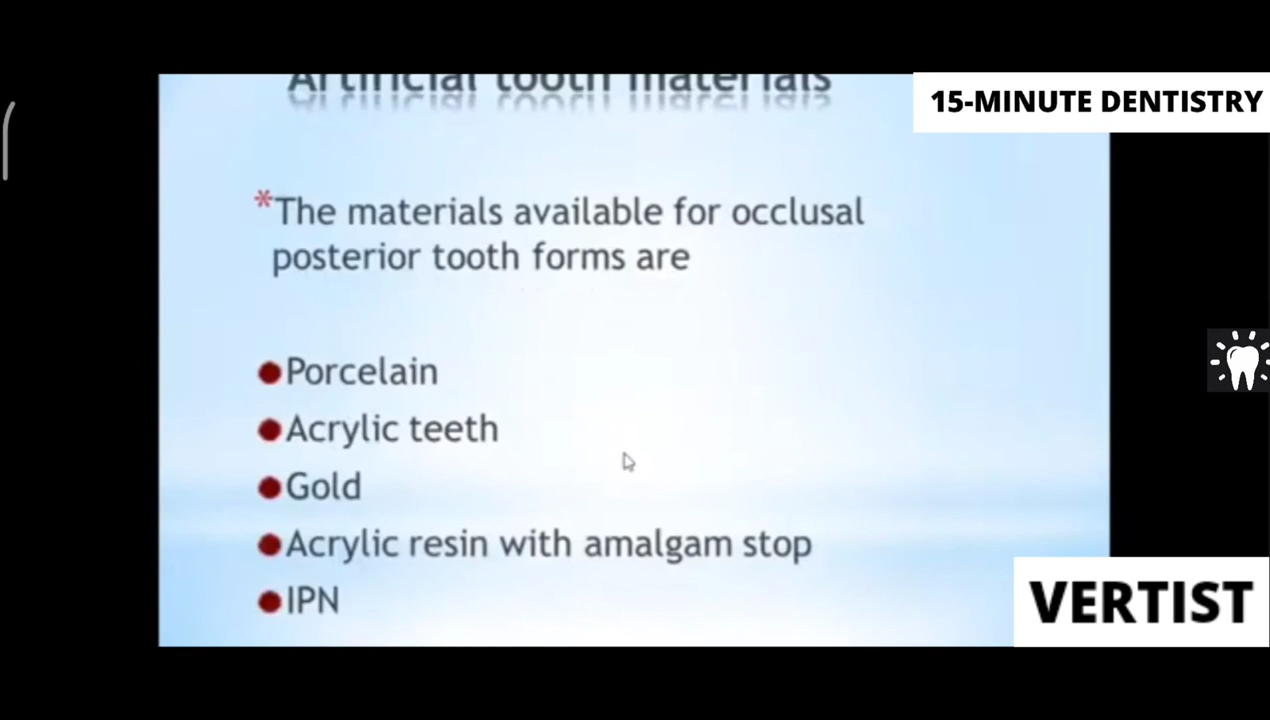 Artificial tooth materials
15-MINUTE DENTISTRY
*The materials available for occlusal
posterior tooth forms are
Porcelain
Acrylic teeth
Gold
Acrylic resin with amalgam stop
IPN
VERTIST